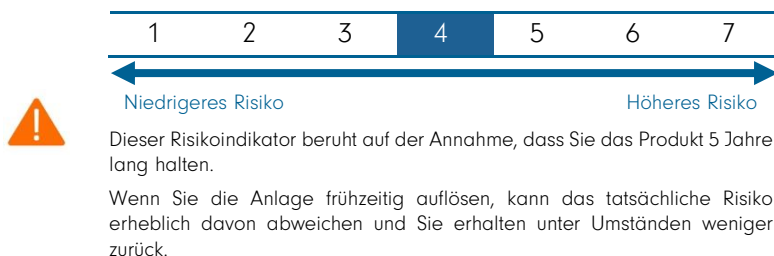 1 2 3 4 5 6 7
Niedrigeres Risiko Höheres Risiko
Dieser Risikoindikator beruht auf der Annahme, dass Sie das Produkt 5 Jahre
lang halten.
Wenn Sie die Anlage frühzeitig auflösen, kann das tatsächliche Risiko
erheblich davon abweichen und Sie erhalten unter Umständen weniger
zurück.